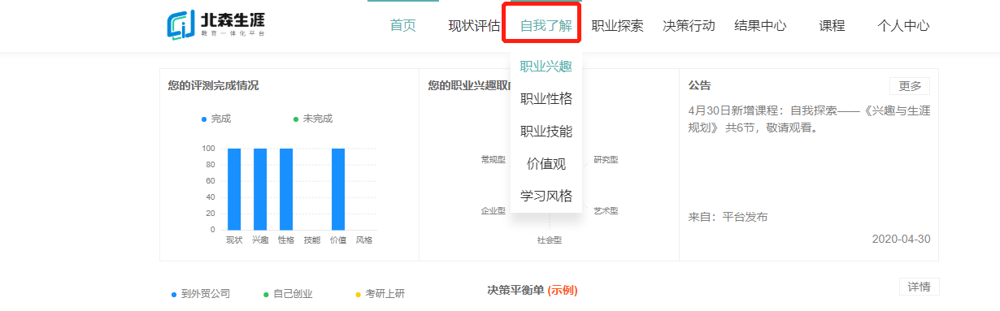 北森生涯
教育一体化平台
首页 现状评估 自我了解 职业探索 决策行动 结果中心 课程 个人中心
职业兴趣
职业性格
职业技能
价值观
学习风格
您的评测完成情况
完成 未完成
100
80
60
40
20
0
现状 兴趣 性格 技能 价值 风格
您的职业兴趣取
常规型 研究型
企业型 艺术型
社会型
公告 更多
4月30日新增课程：自我探索——《兴趣与生涯
规划》 共6节，敬请观看。
来自：平台发布
2020-04-30
到外贸公司 自己创业 考研上研
决策平衡单 (示例)
详情